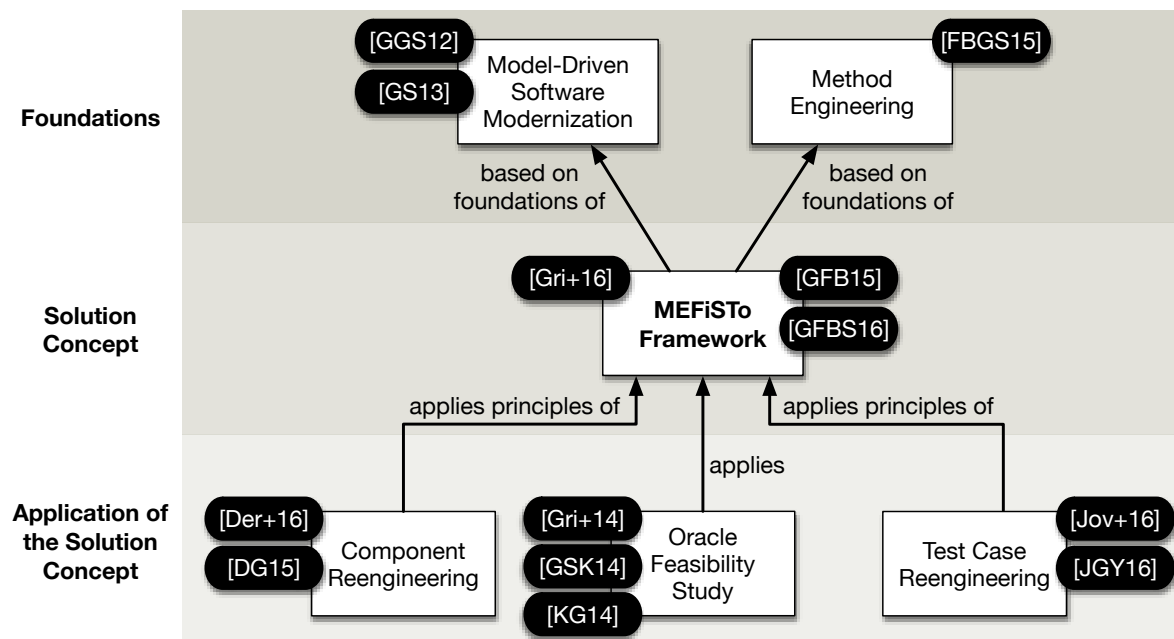 Foundations
[GGS12]
[GS13]
Model-Driven
Software
Modernization
[FBGS15]
Method
Engineering
based on
foundations of
based on
foundations of
Solution
Concept
[Gri+16]
MEFiSTo
Framework
[GFB15]
[GFBS16]
applies principles of
applies
applies principles of
Application of
the Solution
Concept
[Der+16]
[DG15]
Component
Reengineering
[Gri+14]
[GSK14]
[KG14]
Oracle
Feasibility
Study
Test Case
Reengineering
[Jov+16]
[JGY16]